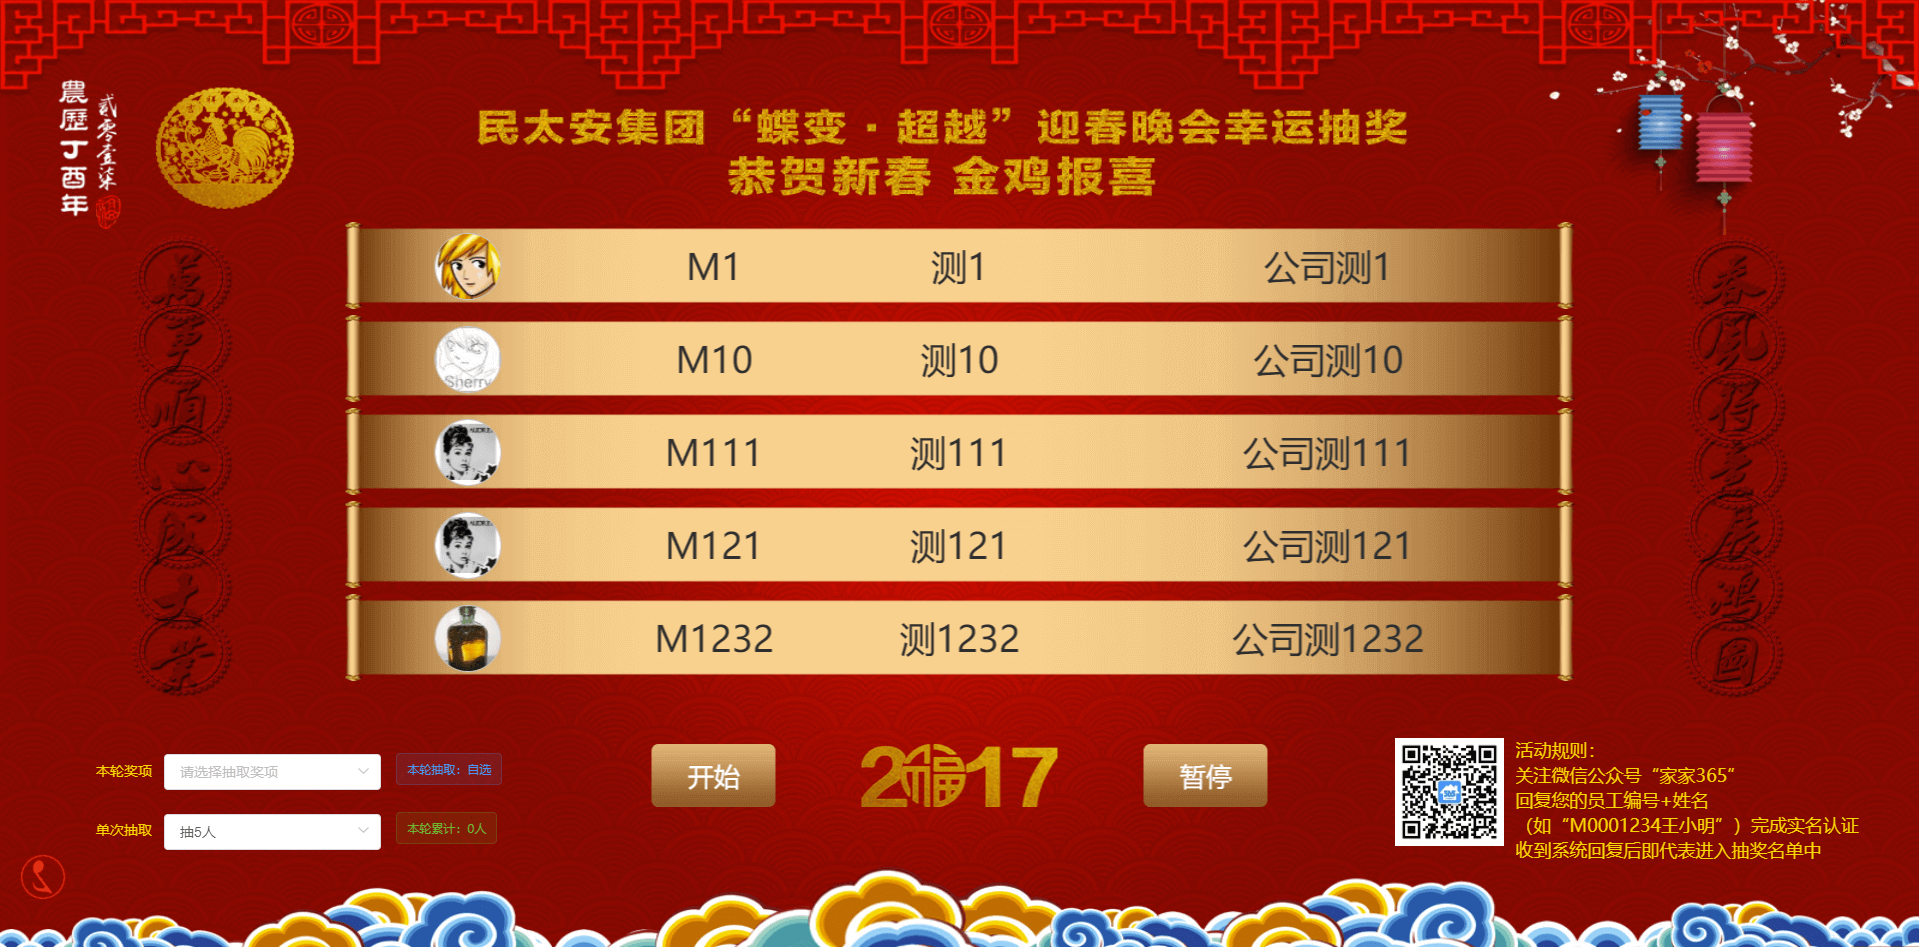 農歷丁酉年
貳零壹柒
民太安集团“蝶变·超越”迎春晚会幸运抽奖
恭贺新春 金鸡报喜
萬事順心成大業
M1 测1 公司测1
Sherry
M10 测10 公司测10
M111 测111 公司测111
M121 测121 公司测121
M1232 测1232 公司测1232
春風得意展鴻圖
本轮奖项 请选择抽取奖项 本轮抽取：自选
单次抽取 抽5人 本轮累计：0人
开始
2017
福
暂停
活动规则：
关注微信公众号“家家365”
回复您的员工编号+姓名
（如“M0001234王小明”）完成实名认证
收到系统回复后即代表进入抽奖名单中